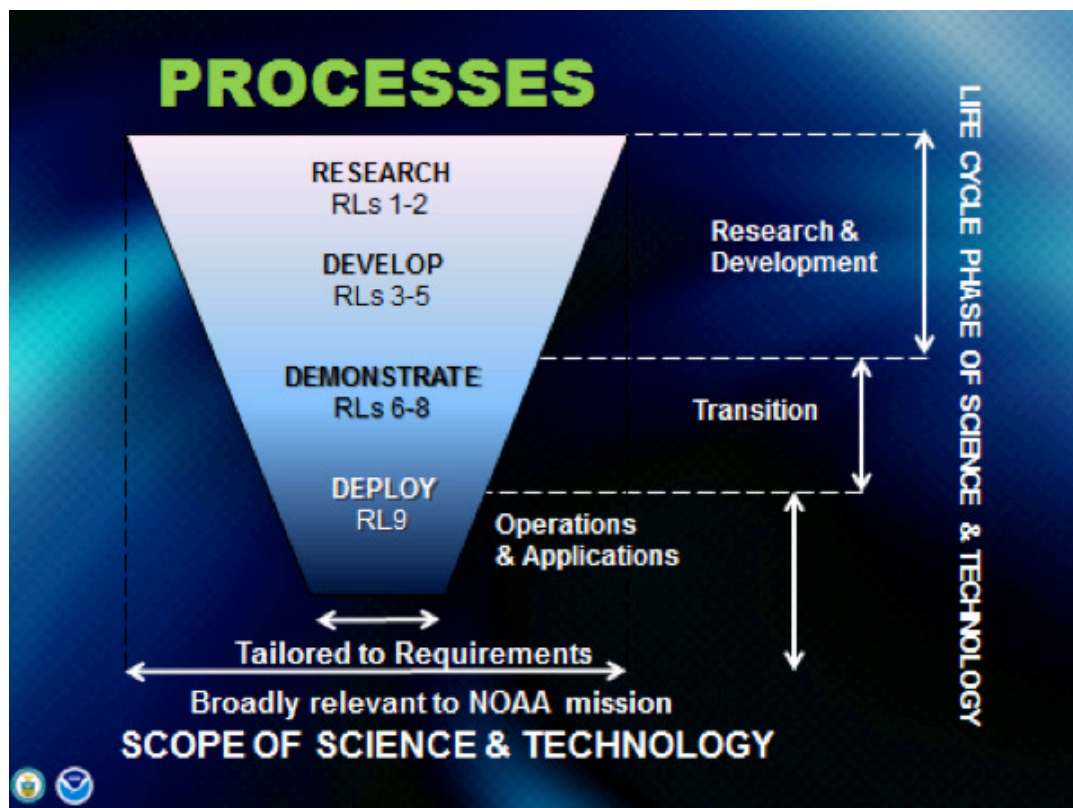 PROCESSES
RESEARCH
RLs 1-2
DEVELOP
RLs 3-5
DEMONSTRATE
RLs 6-8
DEPLOY
RL9
Research &
Development
Transition
Operations
& Applications
Tailored to Requirements
Broadly relevant to NOAA mission
SCOPE OF SCIENCE & TECHNOLOGY
LIFE CYCLE PHASE OF SCIENCE & TECHNOLOGY